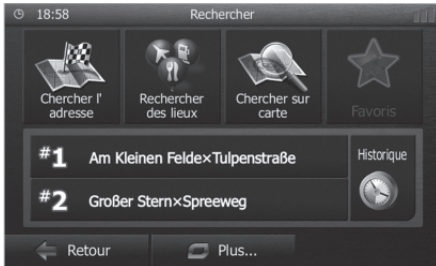 18:58 Rechercher
Chercher l'
adresse
Rechercher
des lieux
Chercher sur
carte
Favoris
#1 Am Kleinen Felde×Tulpenstraße
Historique
#2 Großer Stern×Spreeweg
Retour
Plus...